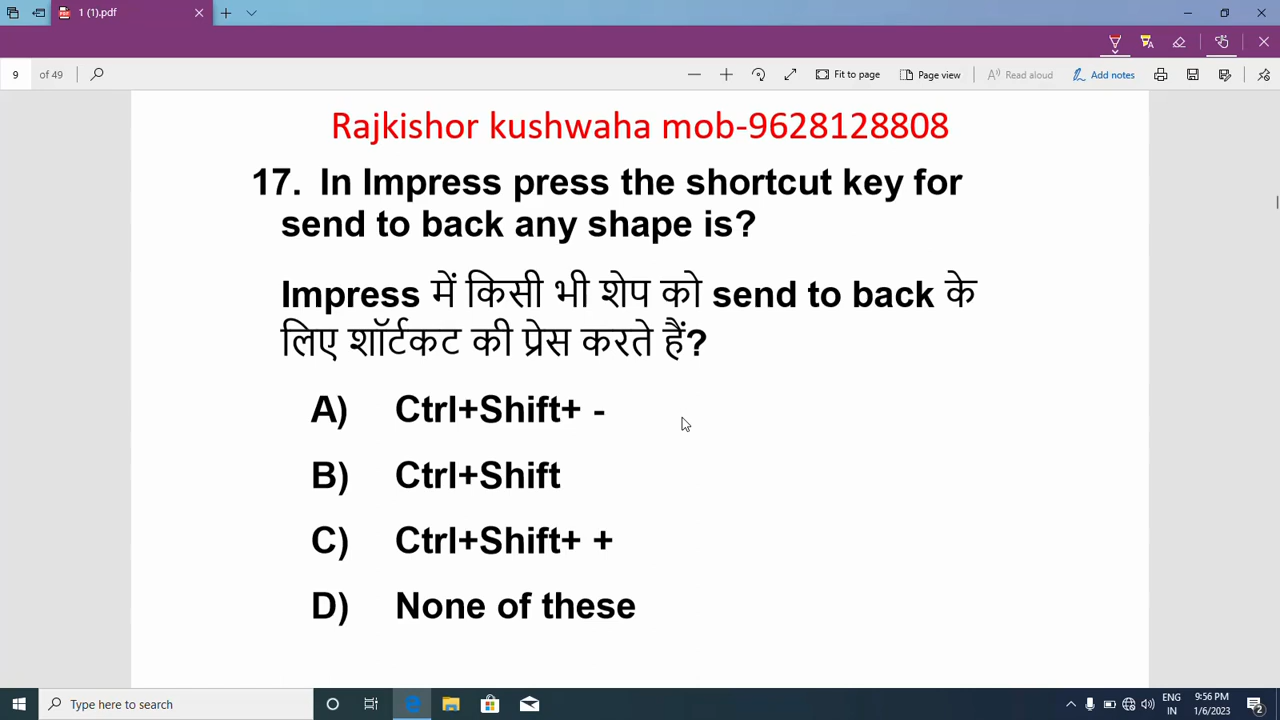 1 (1).pdf
9 of 49
Fit to page
Page view
Read aloud
Add notes
Rajkishor kushwaha mob-9628128808
17. In Impress press the shortcut key for
send to back any shape is?
Impress में किसी भी शेप को send to back के
लिए शॉर्टकट की प्रेस करते हैं?
A) Ctrl+Shift+ -
B) Ctrl+Shift
C) Ctrl+Shift+ +
D) None of these
Type here to search
ENG
IN
9:56 PM
1/6/2023
2